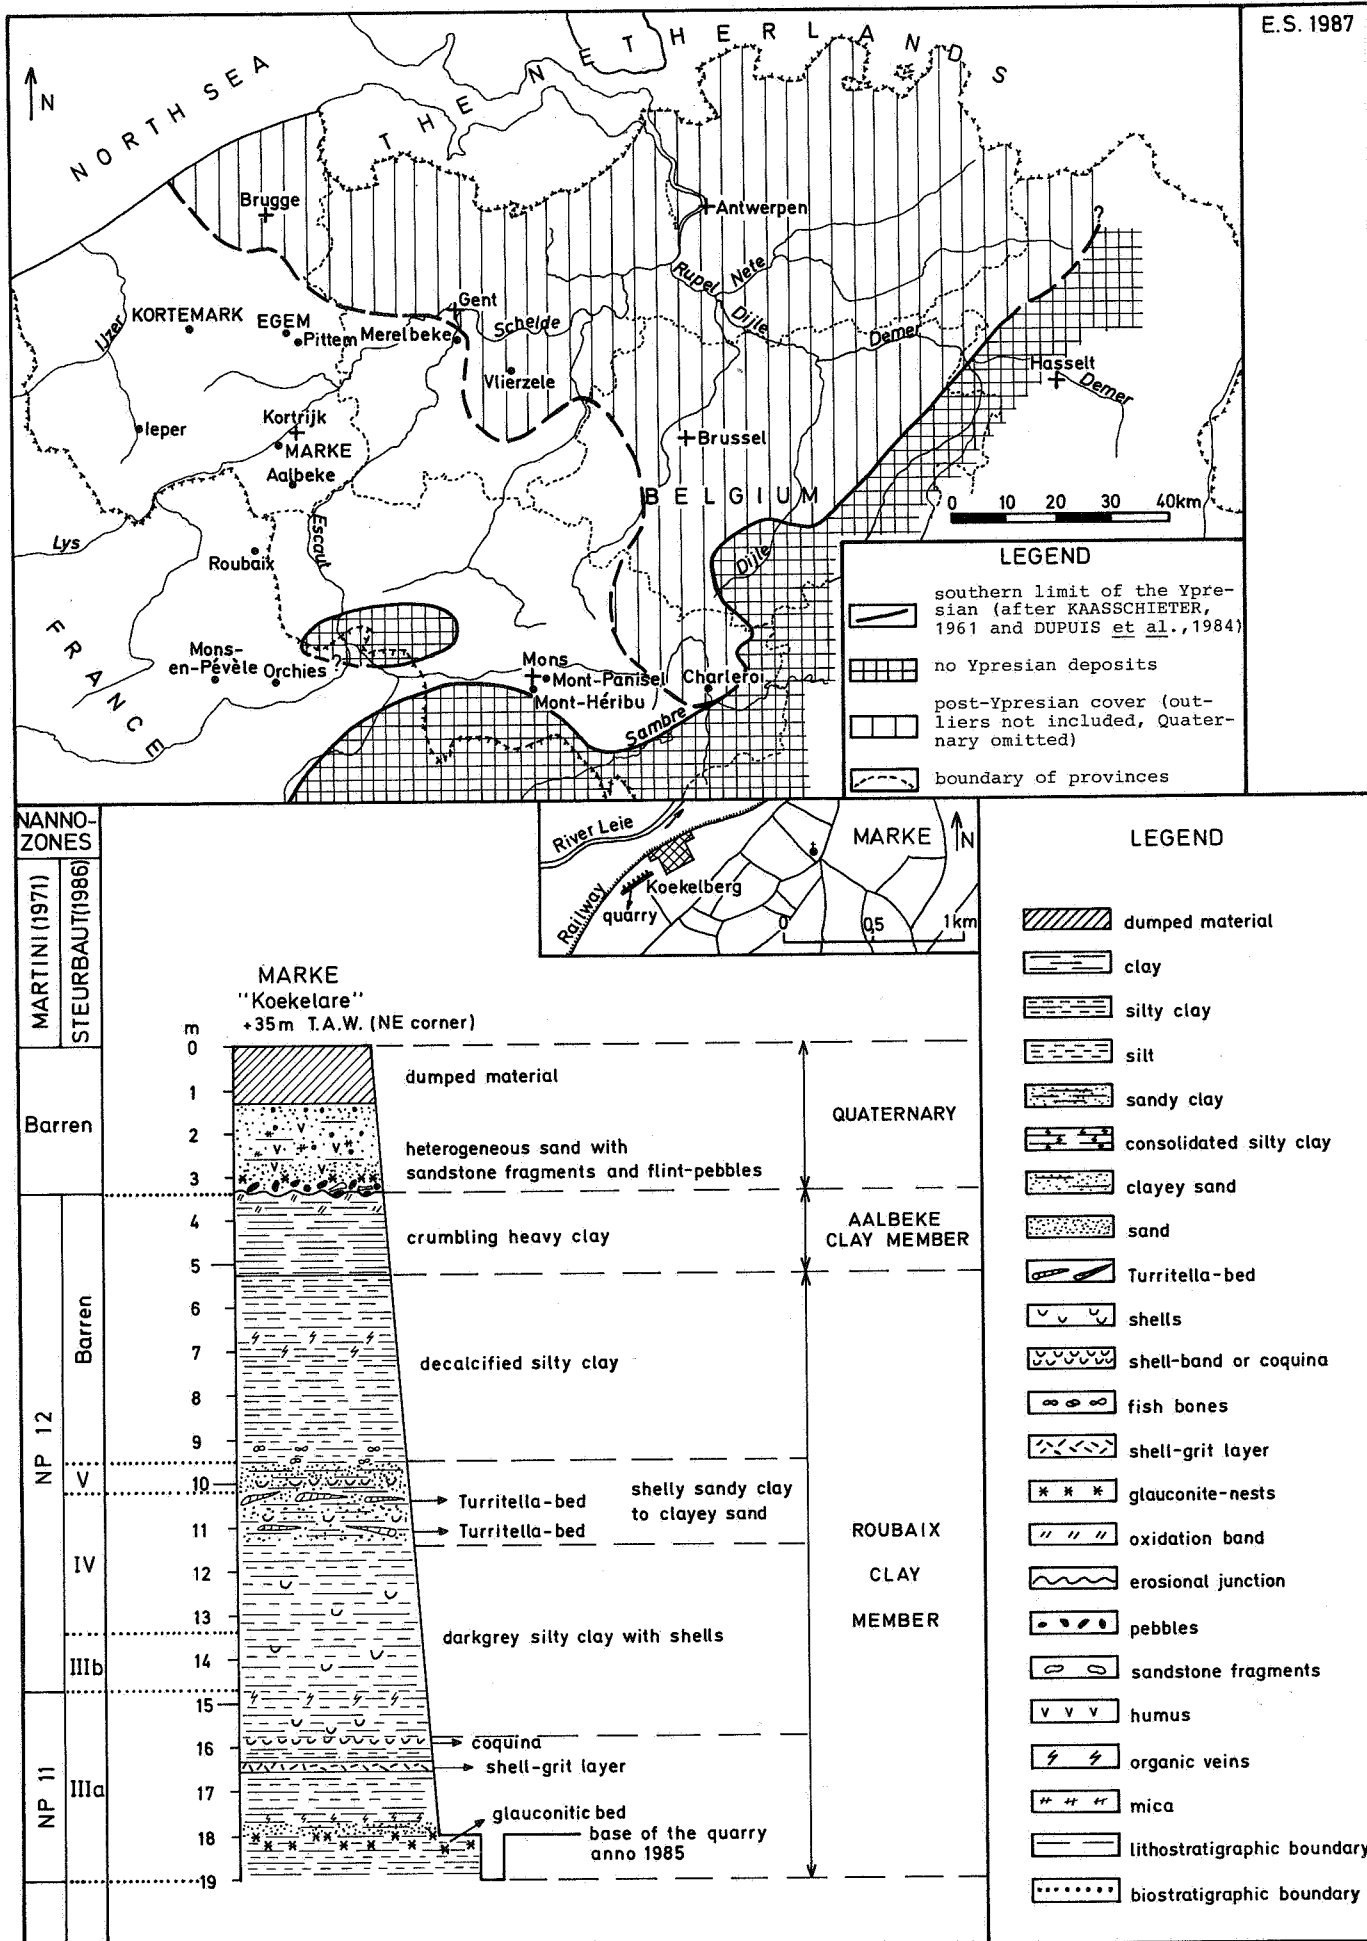 E.S. 1987
N
NORTH SEA
THE NETHERLANDS
Brugge
Antwerpen
?
Rupel
Nete
Gent
KORTEMARK
EGEM
Pittem
Merelbeke
Schelde
Dijle
Demer
IJzer
Vlierzele
Hasselt
Demer
Ieper
Kortrijk
MARKE
Aalbeke
Brussel
BELGIUM
0 10 20 30 40km
Lys
Escaut
Roubaix
Dijle
FRANCE
Mons-
en-Pévèle
Orchies
?
Mons
Mont-Panisel
Mont-Héribu
Charleroi
Sambre
LEGEND
southern limit of the Ypre-
sian (after KAASSCHIETER,
1961 and DUPUIS et al.,1984)
no Ypresian deposits
post-Ypresian cover (out-
liers not included, Quater-
nary omitted)
boundary of provinces
NANNO-
ZONES
MARTINI (1971)
STEURBAUT(1986)
River Leie
MARKE
N
Koekelberg
quarry
Railway
0 0,5 1km
MARKE
"Koekelare"
+35m T.A.W. (NE corner)
m
0
1
2
3
4
5
6
7
8
9
10
11
12
13
14
15
16
17
18
19
Barren
NP 12
NP 11
Barren
V
IV
IIIb
IIIa
dumped material
heterogeneous sand with
sandstone fragments and flint-pebbles
crumbling heavy clay
decalcified silty clay
Turritella-bed
Turritella-bed
shelly sandy clay
to clayey sand
darkgrey silty clay with shells
coquina
shell-grit layer
glauconitic bed
base of the quarry
anno 1985
QUATERNARY
AALBEKE
CLAY MEMBER
ROUBAIX
CLAY
MEMBER
LEGEND
dumped material
clay
silty clay
silt
sandy clay
consolidated silty clay
clayey sand
sand
Turritella-bed
shells
shell-band or coquina
fish bones
shell-grit layer
glauconite-nests
oxidation band
erosional junction
pebbles
sandstone fragments
humus
organic veins
mica
lithostratigraphic boundary
biostratigraphic boundary